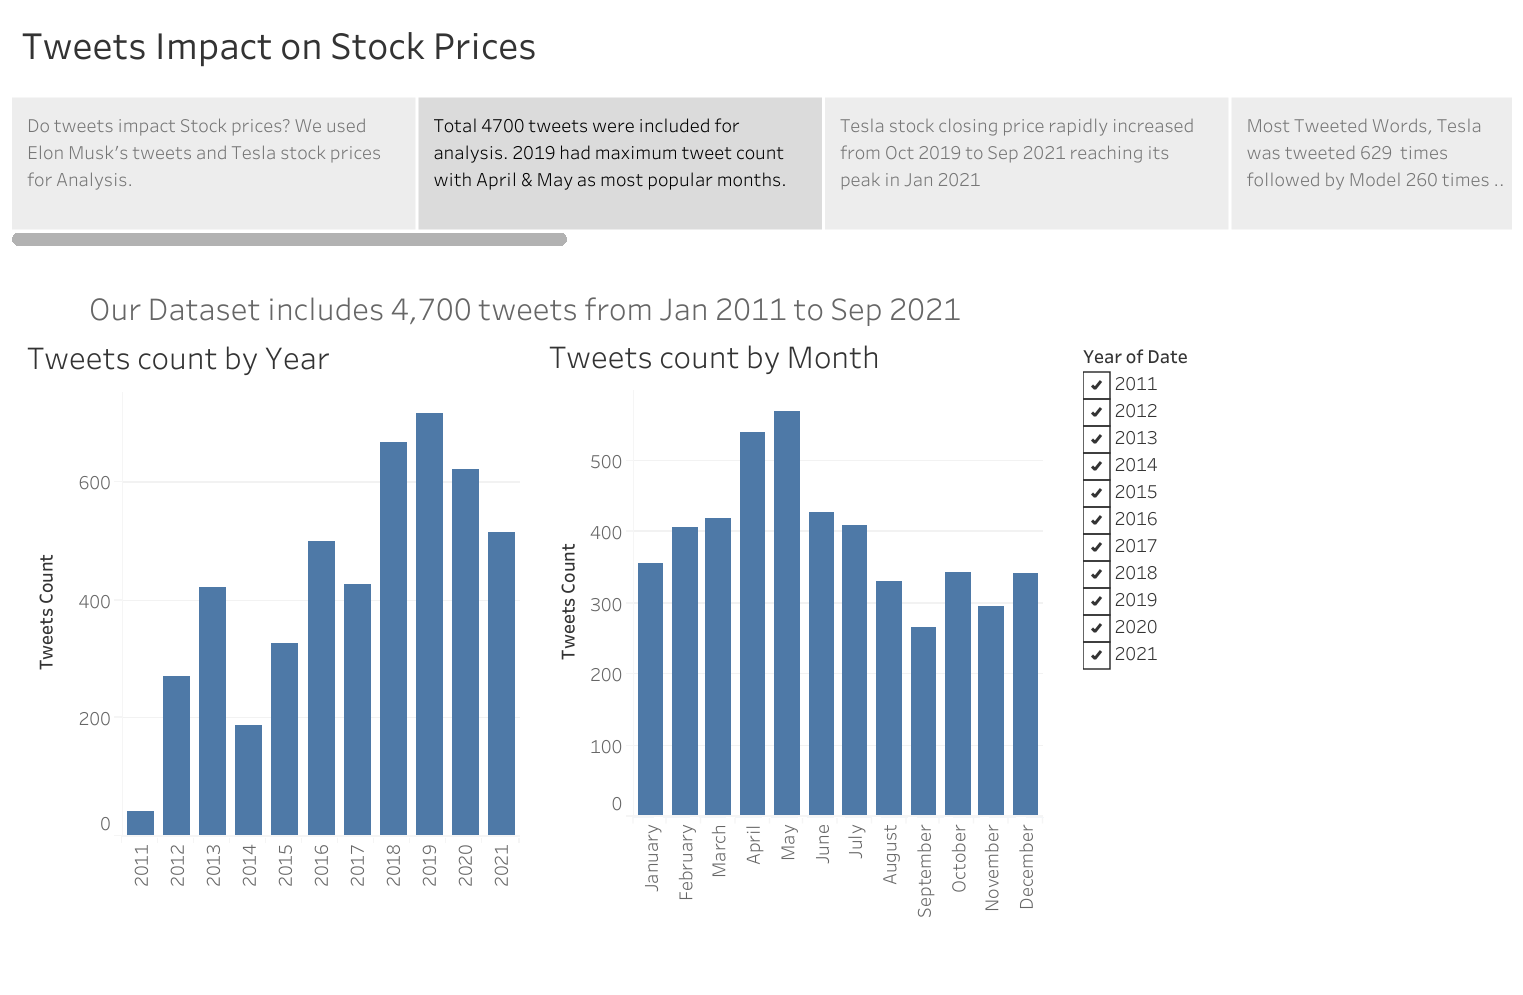 Tweets Impact on Stock Prices
Do tweets impact Stock prices? We used
Elon Musk's tweets and Tesla stock prices
for Analysis.
Total 4700 tweets were included for
analysis. 2019 had maximum tweet count
with April & May as most popular months.
Tesla stock closing price rapidly increased
from Oct 2019 to Sep 2021 reaching its
peak in Jan 2021
Most Tweeted Words, Tesla
was tweeted 629  times
followed by Model 260 times ..
Our Dataset includes 4,700 tweets from Jan 2011 to Sep 2021
Tweets count by Year
Tweets Count
600
400
200
0
2011
2012
2013
2014
2015
2016
2017
2018
2019
2020
2021
Tweets count by Month
Tweets Count
500
400
300
200
100
0
January
February
March
April
May
June
July
August
September
October
November
December
Year of Date
2011
2012
2013
2014
2015
2016
2017
2018
2019
2020
2021